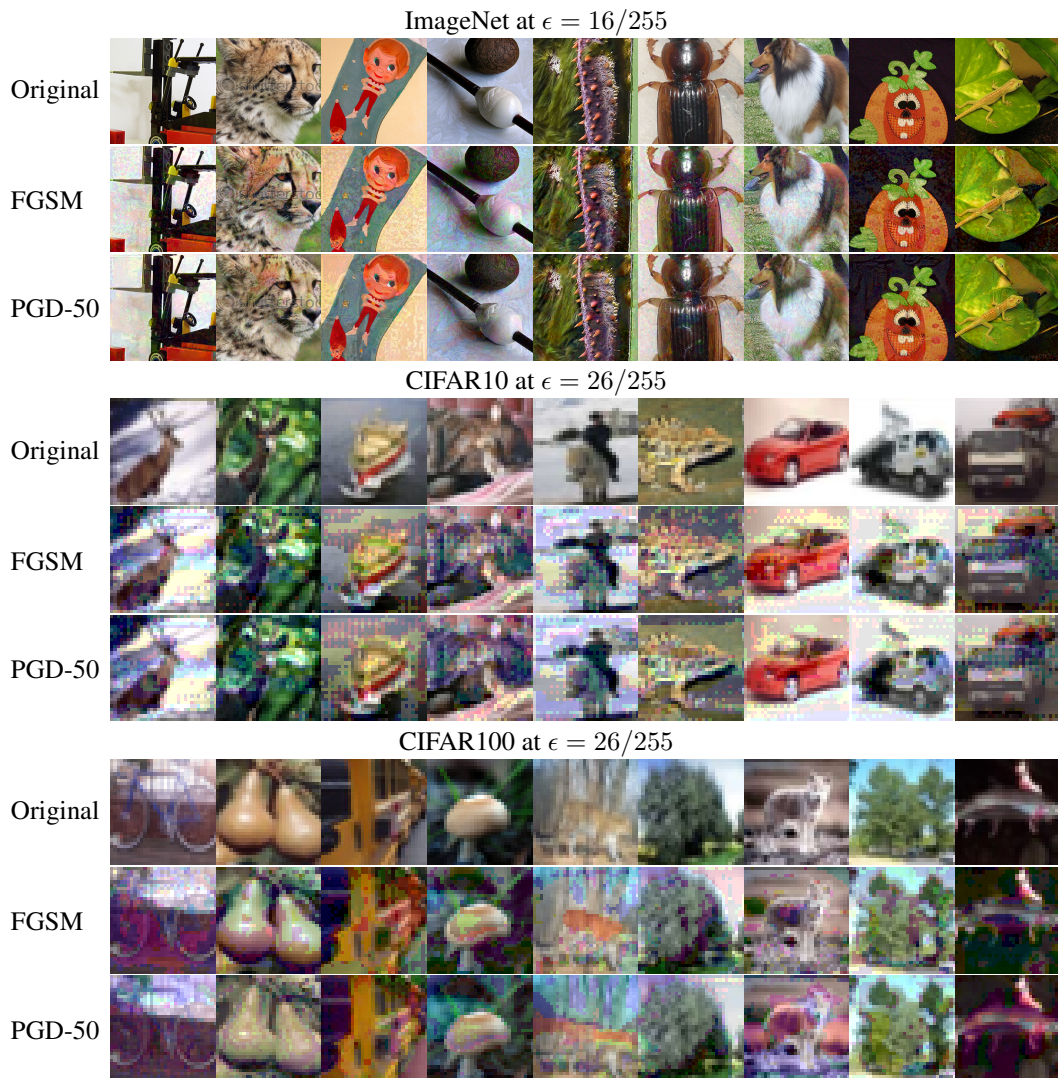 ImageNet at ϵ = 16/255
Original
FGSM
PGD-50
CIFAR10 at ϵ = 26/255
Original
FGSM
PGD-50
CIFAR100 at ϵ = 26/255
Original
FGSM
PGD-50